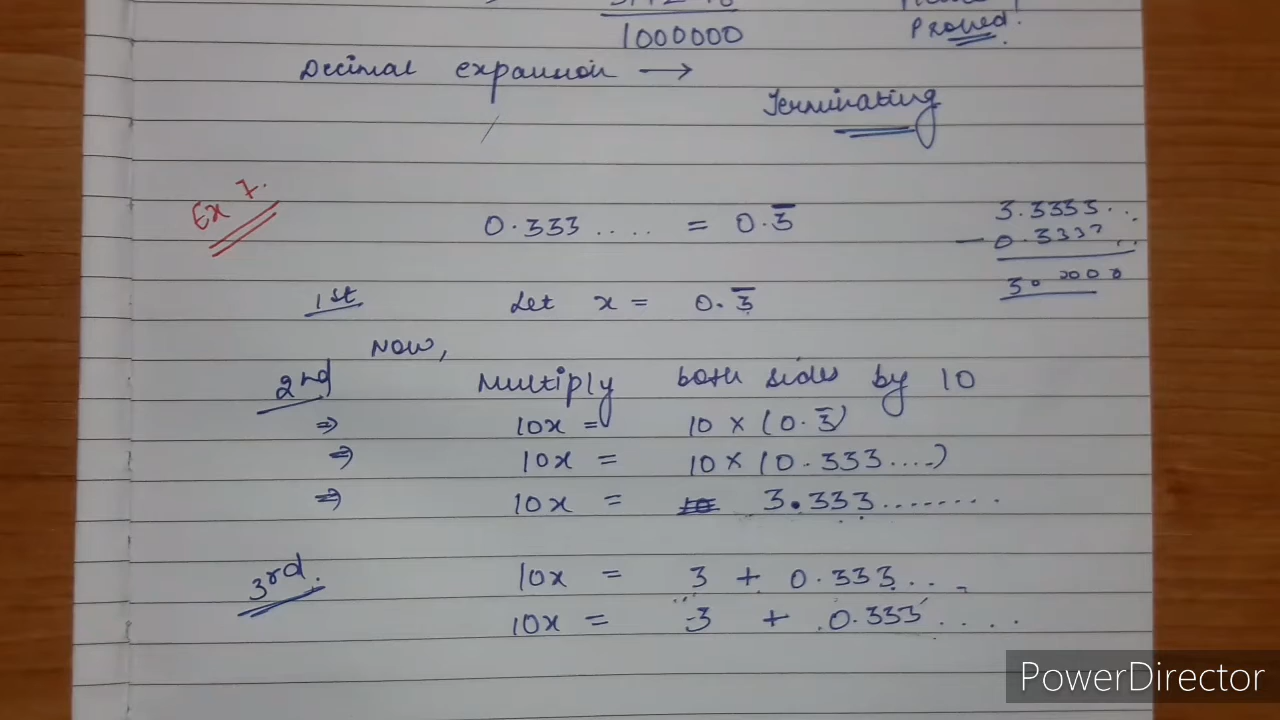 1000000
Proved.
Decimal expansion →
Terminating
Ex 7.
0.333 .... = 0.3̅
3.3333...
- 0.333? ..
3.0000
1st Let x = 0.3̅
Now,
2nd Multiply both sides by 10
⇒ 10x = 10 × (0.3̅)
⇒ 10x = 10 × (0.333....)
⇒ 10x = 3.333........
3rd. 10x = 3 + 0.333...
10x = 3 + 0.333....
PowerDirector